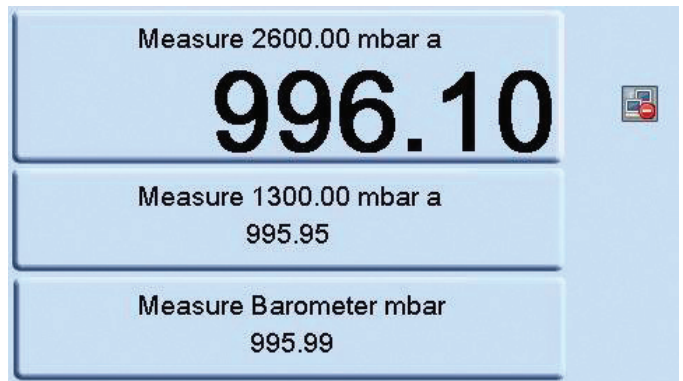 Measure 2600.00 mbar a
996.10
Measure 1300.00 mbar a
995.95
Measure Barometer mbar
995.99